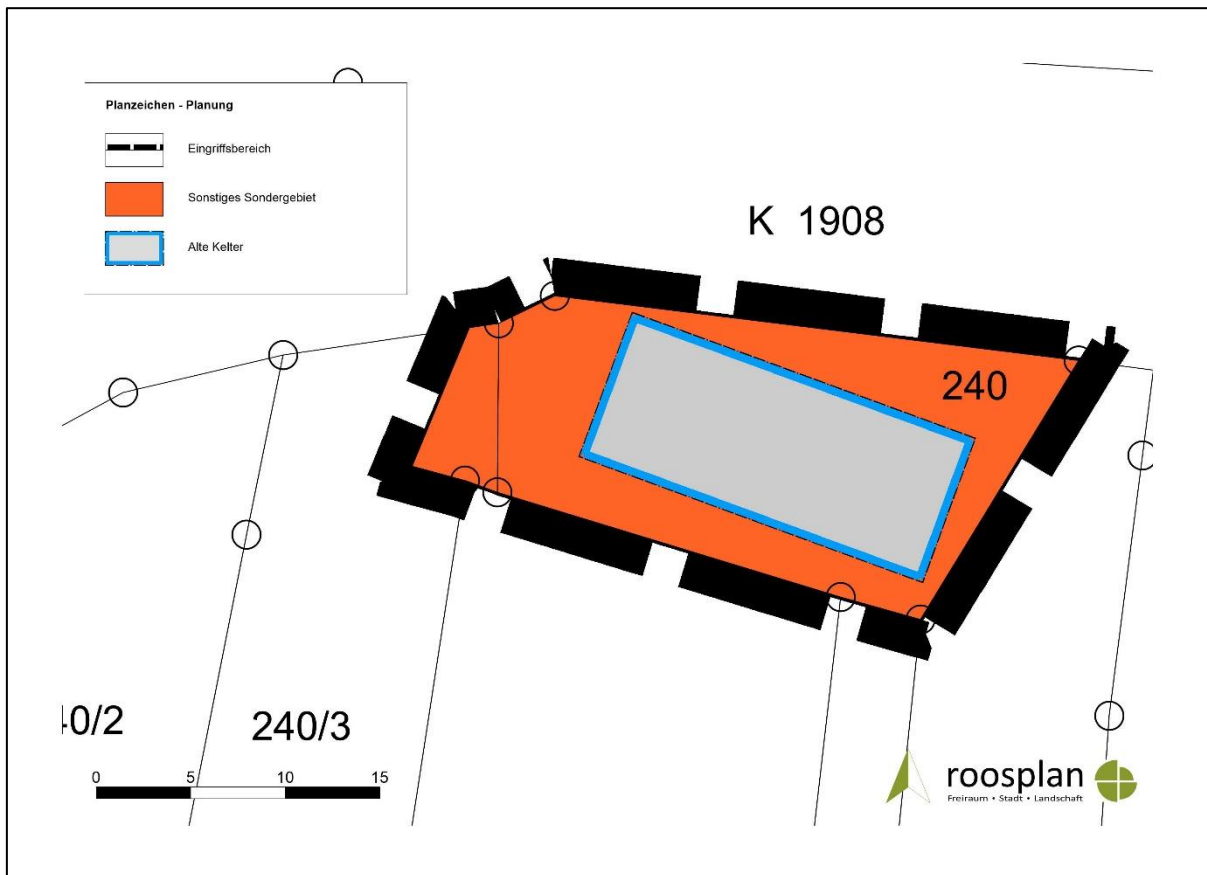 Planzeichen - Planung
Eingriffsbereich
Sonstiges Sondergebiet
Alte Kelter
K 1908
240
40/2
240/3
0 5 10 15
roosplan
Freiraum • Stadt • Landschaft